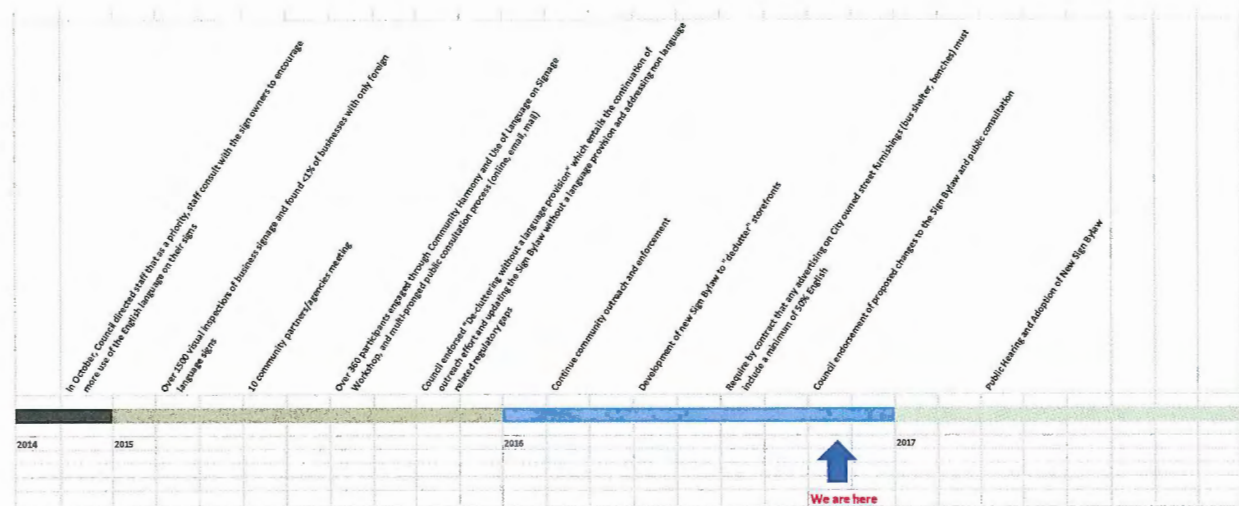 In October, Council directed staff that as a priority, staff consult with the sign owners to encourage
more use of the English language on their signs
Over 1500 visual inspections of business signage and found <1% of businesses with only foreign
language signs
10 community partners/agencies meeting
Over 360 participants engaged through Community Harmony and Use of Language on Signage
Workshop, and multi-pronged public consultation process (online, email, mail)
Council endorsed "De-cluttering without a language provision" which entails the continuation of
outreach effort and updating the Sign Bylaw without a language provision and addressing non language
related regulatory gaps
Continue community outreach and enforcement
Development of new Sign Bylaw to "declutter" storefronts
Require by contract that any advertising on City owned street furnishings (bus shelter, benches) must
include a minimum of 50% English
Council endorsement of proposed changes to the Sign Bylaw and public consultation
Public Hearing and Adoption of New Sign Bylaw
2014
2015
2016
2017
We are here